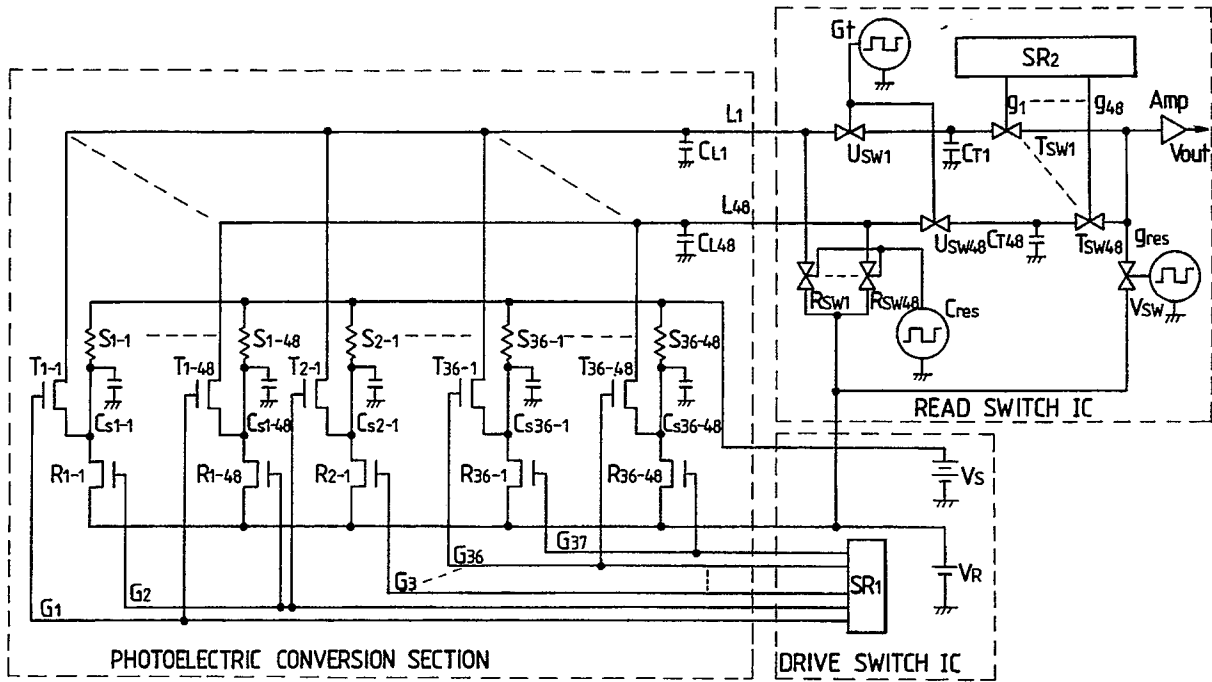 Gt
SR2
g1
g48
Amp
L1
CL1
USW1
CT1
TSW1
Vout
L48
CL48
USW48
CT48
TSW48
gres
RSW1
RSW48
Cres
VSW
READ SWITCH IC
S1-1
S1-48
S2-1
S36-1
S36-48
T1-1
T1-48
T2-1
T36-1
T36-48
Cs1-1
Cs1-48
Cs2-1
Cs36-1
Cs36-48
R1-1
R1-48
R2-1
R36-1
R36-48
VS
G37
G36
G3
G2
G1
SR1
VR
PHOTOELECTRIC CONVERSION SECTION
DRIVE SWITCH IC